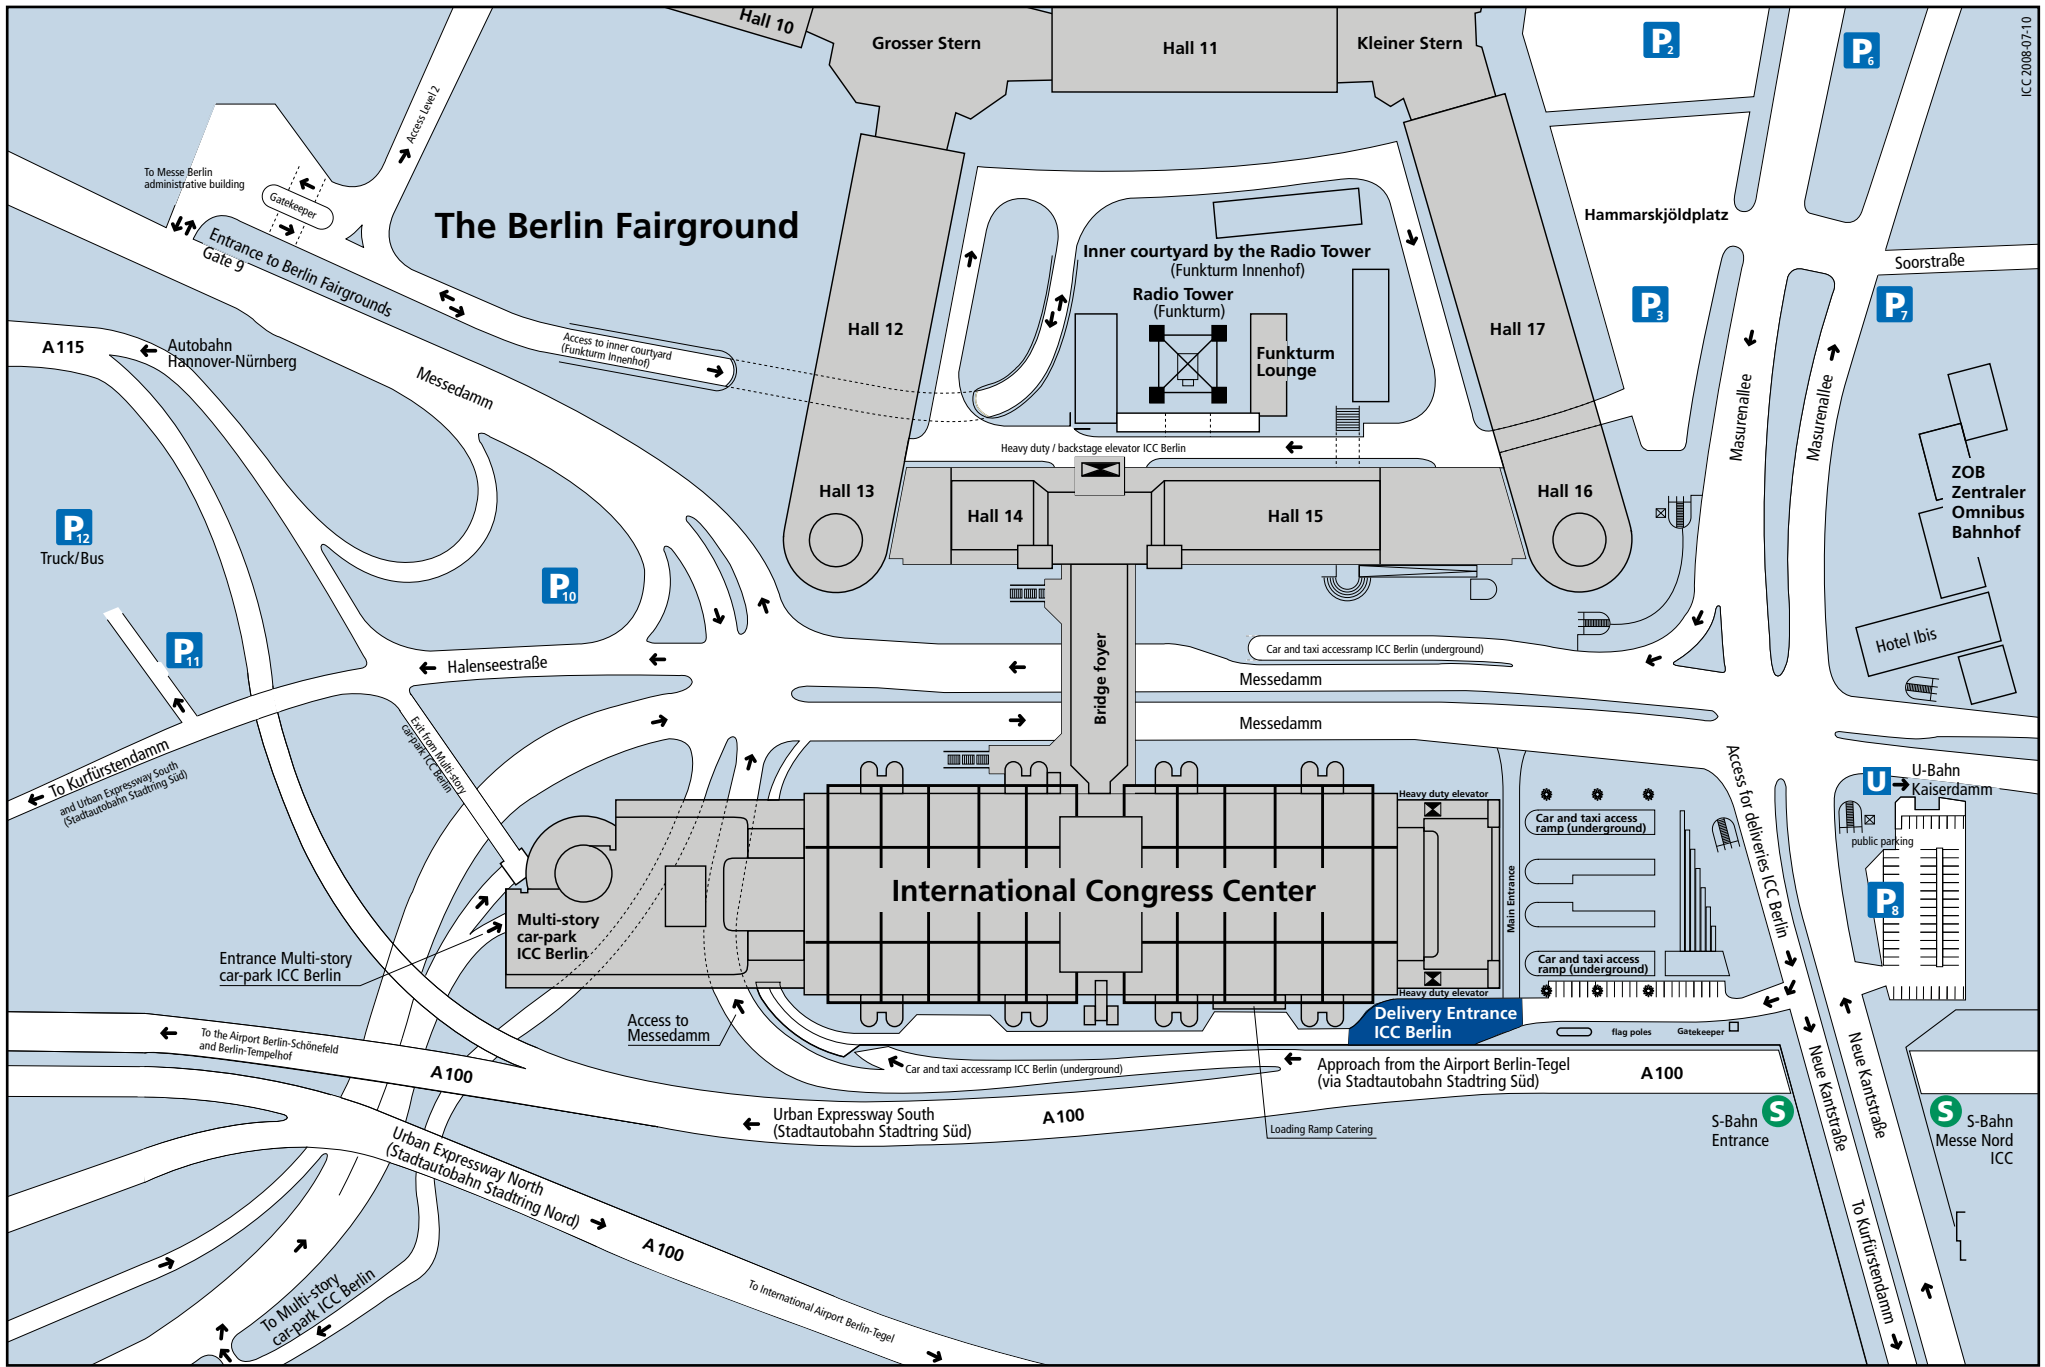 Hall 10
Grosser Stern
Hall 11
Kleiner Stern
P2
P6
ICC 2008-07-10
Access Level 2
To Messe Berlin
administrative building
Gatekeeper
The Berlin Fairground
Entrance to Berlin Fairgrounds
Gate 9
Hammarskjöldplatz
Inner courtyard by the Radio Tower
(Funkturm Innenhof)
Radio Tower
(Funkturm)
Soorstraße
P3
P7
Hall 12
Hall 17
A115
Autobahn
Hannover-Nürnberg
Access to inner courtyard
(Funkturm Innenhof)
Funkturm
Lounge
Messedamm
Masurenallee
Masurenallee
Heavy duty / backstage elevator ICC Berlin
ZOB
Zentraler
Omnibus
Bahnhof
Hall 13
Hall 14
Hall 15
Hall 16
P12
Truck/Bus
P10
P11
Halenseestraße
Bridge foyer
Car and taxi accessramp ICC Berlin (underground)
Hotel Ibis
Messedamm
Messedamm
Exit from Multi-story
car-park ICC Berlin
To Kurfürstendamm
and Urban Expressway South
(Stadtautobahn Stadtring Süd)
Access for deliveries ICC Berlin
U
U-Bahn
Kaiserdamm
Heavy duty elevator
Car and taxi access
ramp (underground)
public parking
International Congress Center
Main Entrance
P8
Multi-story
car-park
ICC Berlin
Entrance Multi-story
car-park ICC Berlin
Car and taxi access
ramp (underground)
Heavy duty elevator
Delivery Entrance
ICC Berlin
Access to
Messedamm
flag poles
Gatekeeper
To the Airport Berlin-Schönefeld
and Berlin-Tempelhof
A100
Car and taxi accessramp ICC Berlin (underground)
Approach from the Airport Berlin-Tegel
(via Stadtautobahn Stadtring Süd)
A100
Neue Kantstraße
Neue Kantstraße
Urban Expressway South
(Stadtautobahn Stadtring Süd)
A100
Loading Ramp Catering
S-Bahn
Entrance
S
S
S-Bahn
Messe Nord
ICC
Urban Expressway North
(Stadtautobahn Stadtring Nord)
A100
To Kurfürstendamm
To Multi-story
car-park ICC Berlin
To International Airport Berlin-Tegel